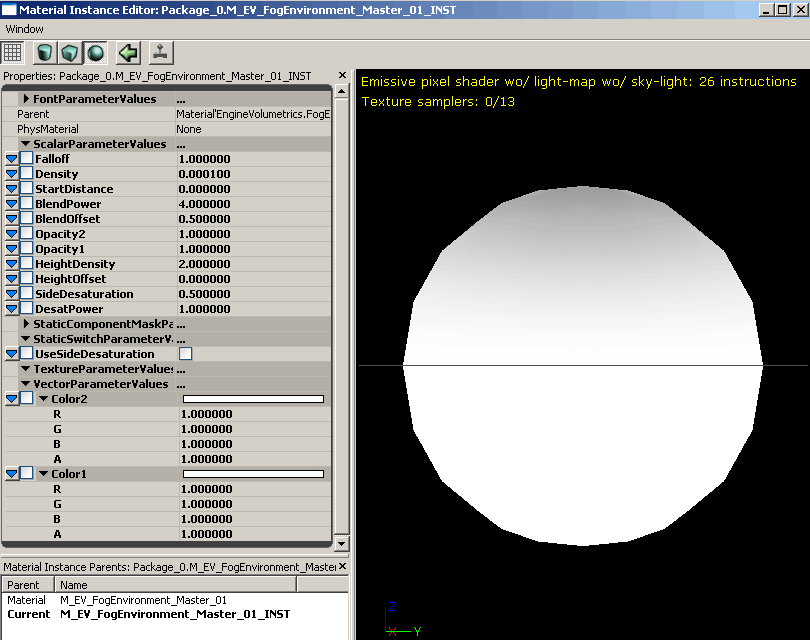 Material Instance Editor: Package_0.M_EV_FogEnvironment_Master_01_INST
Window
Properties: Package_0.M_EV_FogEnvironment_Master_01_INST
FontParameterValues ...
Parent Material'EngineVolumetrics.FogE
PhysMaterial None
ScalarParameterValues ...
Falloff 1.000000
Density 0.000100
StartDistance 0.000000
BlendPower 4.000000
BlendOffset 0.500000
Opacity2 1.000000
Opacity1 1.000000
HeightDensity 2.000000
HeightOffset 0.000000
SideDesaturation 0.500000
DesatPower 1.000000
StaticComponentMaskPa ...
StaticSwitchParameterV ...
UseSideDesaturation
TextureParameterValues ...
VectorParameterValues ...
Color2
R 1.000000
G 1.000000
B 1.000000
A 1.000000
Color1
R 1.000000
G 1.000000
B 1.000000
A 1.000000
Material Instance Parents: Package_0.M_EV_FogEnvironment_Master
Parent Name
Material M_EV_FogEnvironment_Master_01
Current M_EV_FogEnvironment_Master_01_INST
Emissive pixel shader wo/ light-map wo/ sky-light: 26 instructions
Texture samplers: 0/13
Z
X Y